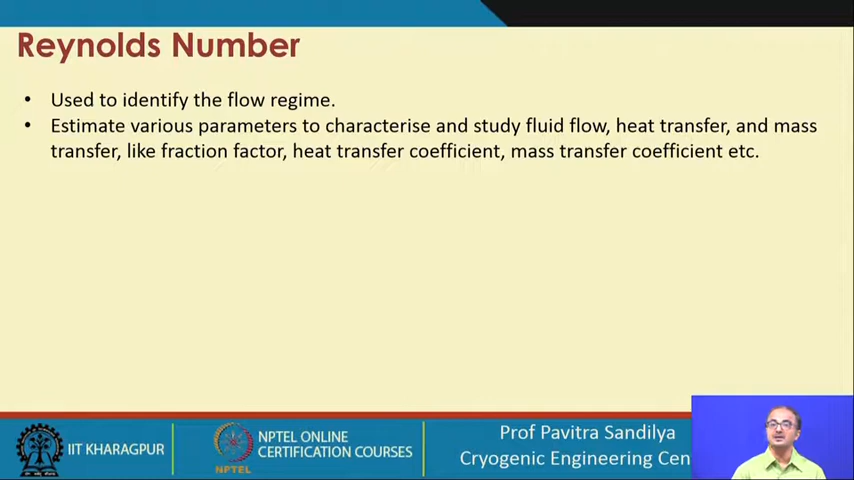 Reynolds Number
• Used to identify the flow regime.
• Estimate various parameters to characterise and study fluid flow, heat transfer, and mass
transfer, like fraction factor, heat transfer coefficient, mass transfer coefficient etc.
IIT KHARAGPUR
NPTEL
NPTEL ONLINE
CERTIFICATION COURSES
Prof Pavitra Sandilya
Cryogenic Engineering Cen